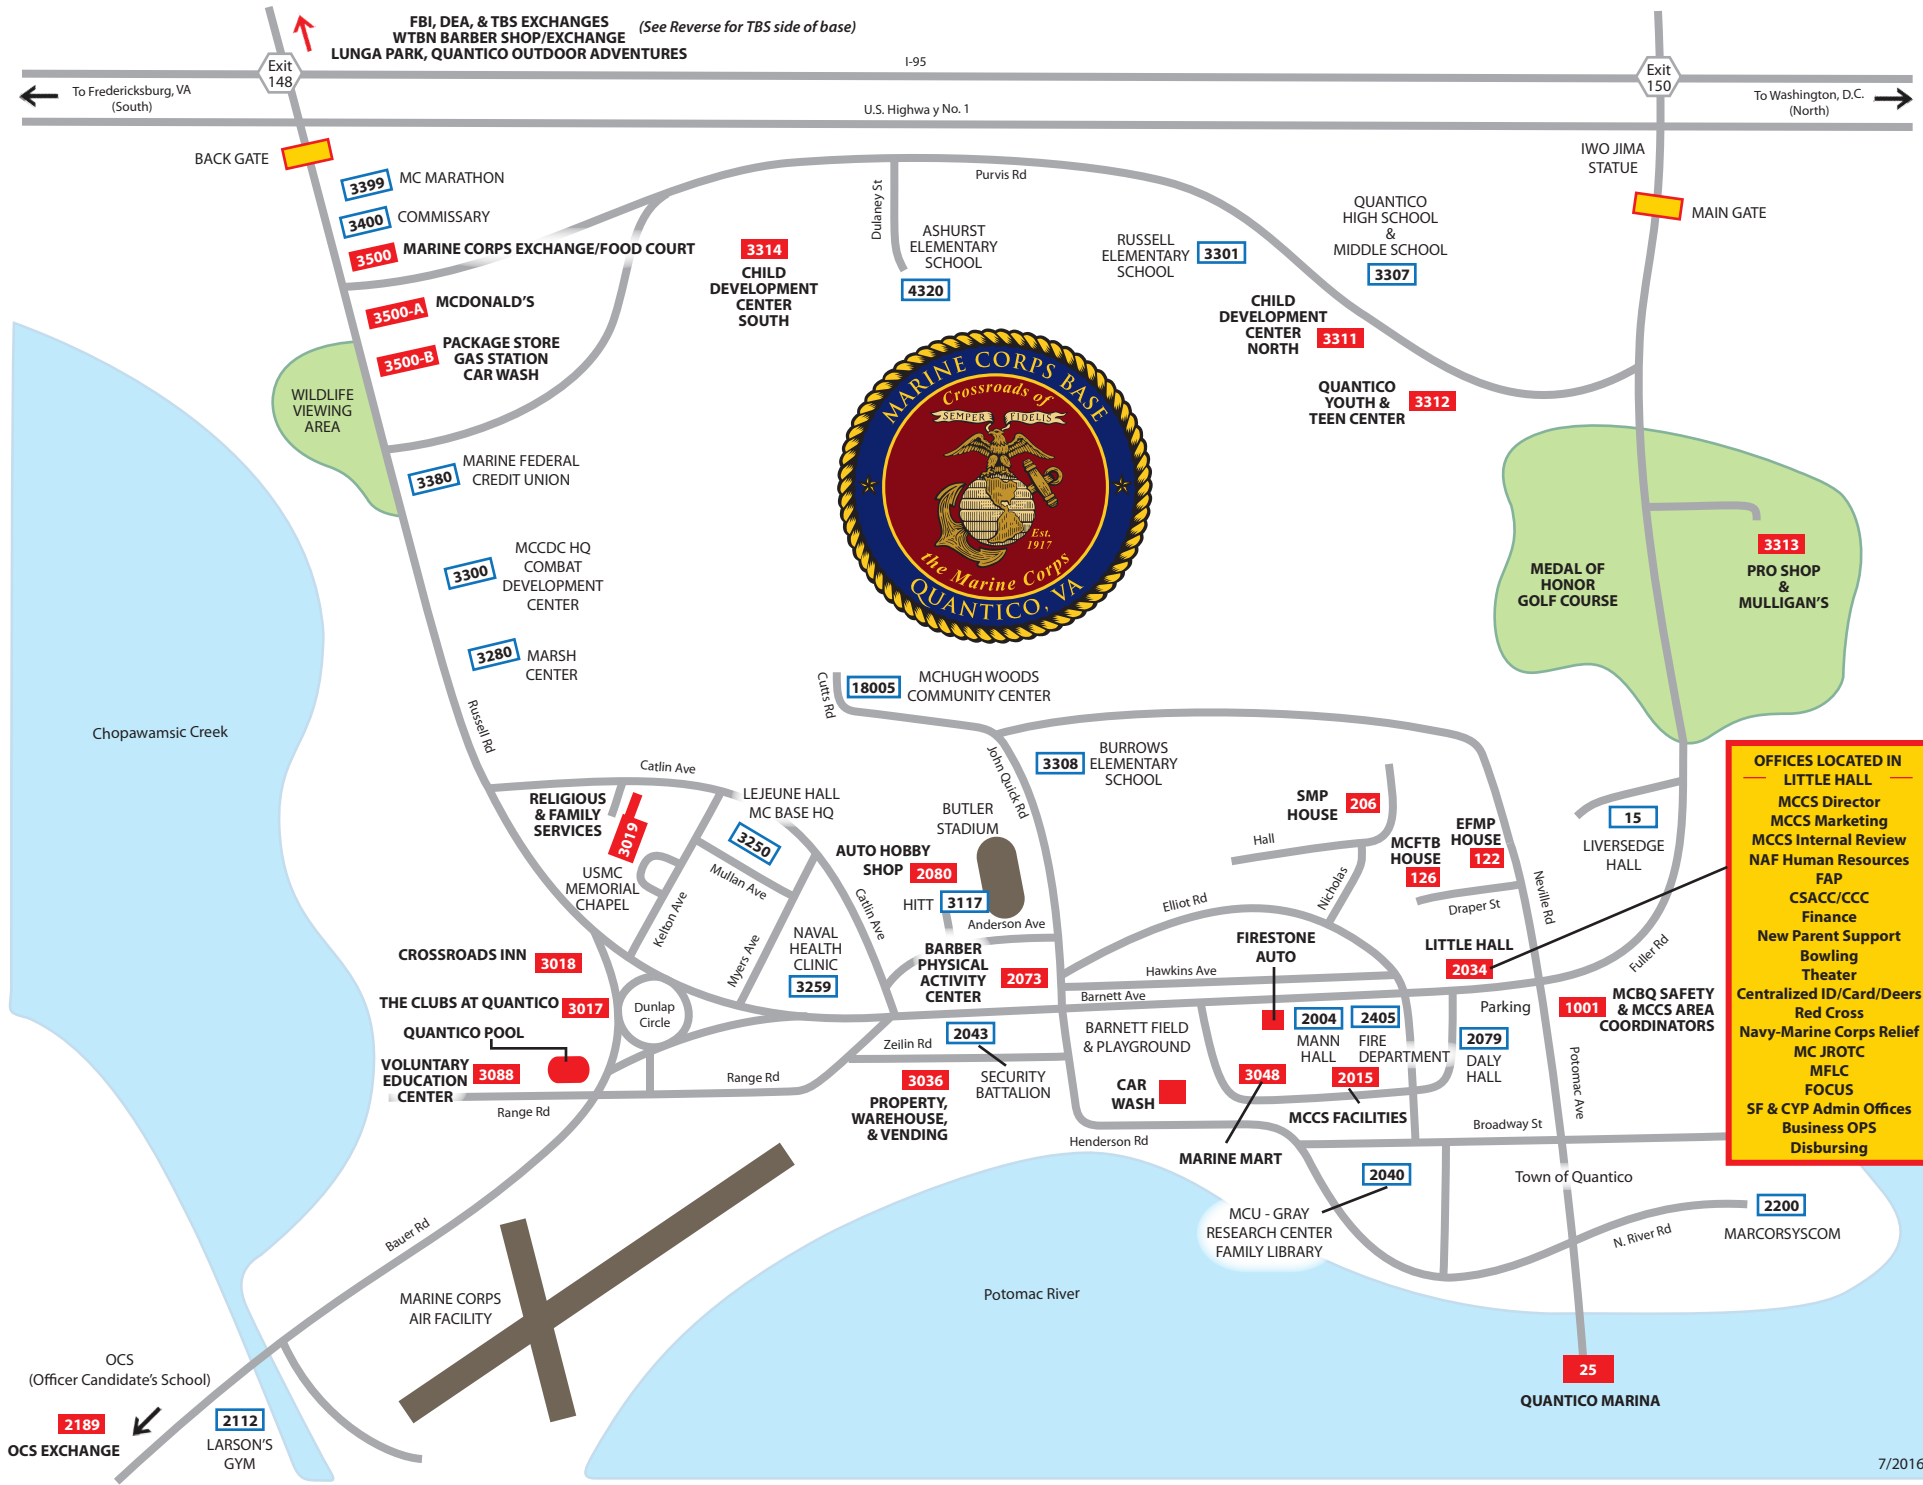 FBI, DEA, & TBS EXCHANGES
WTBN BARBER SHOP/EXCHANGE
LUNGA PARK, QUANTICO OUTDOOR ADVENTURES
(See Reverse for TBS side of base)
Exit
148
I-95
Exit
150
To Fredericksburg, VA
(South)
To Washington, D.C.
(North)
U.S. Highwa y No. 1
BACK GATE
IWO JIMA
STATUE
MAIN GATE
3399 MC MARATHON
3400 COMMISSARY
3500 MARINE CORPS EXCHANGE/FOOD COURT
3500-A MCDONALD'S
3500-B
PACKAGE STORE
GAS STATION
CAR WASH
Purvis Rd
Dulaney St
3314
CHILD
DEVELOPMENT
CENTER
SOUTH
ASHURST
ELEMENTARY
SCHOOL
4320
RUSSELL
ELEMENTARY
SCHOOL
3301
QUANTICO
HIGH SCHOOL
&
MIDDLE SCHOOL
3307
CHILD
DEVELOPMENT
CENTER
NORTH
3311
QUANTICO
YOUTH &
TEEN CENTER
3312
WILDLIFE
VIEWING
AREA
MARINE CORPS BASE
Crossroads of
SEMPER FIDELIS
Est.
1917
the Marine Corps
QUANTICO, VA
3380
MARINE FEDERAL
CREDIT UNION
3300
MCCDC HQ
COMBAT
DEVELOPMENT
CENTER
3280
MARSH
CENTER
3313
PRO SHOP
&
MULLIGAN'S
MEDAL OF
HONOR
GOLF COURSE
Chopawamsic Creek
Russell Rd
Cutts Rd
18005
MCHUGH WOODS
COMMUNITY CENTER
John Quick Rd
3308
BURROWS
ELEMENTARY
SCHOOL
Catlin Ave
RELIGIOUS
& FAMILY
SERVICES
3019
LEJEUNE HALL
MC BASE HQ
3250
BUTLER
STADIUM
AUTO HOBBY
SHOP 2080
HITT 3117
Anderson Ave
USMC
MEMORIAL
CHAPEL
Mullan Ave
Kelton Ave
Myers Ave
Catlin Ave
NAVAL
HEALTH
CLINIC
3259
BARBER
PHYSICAL
ACTIVITY
CENTER
2073
SMP
HOUSE
206
Hall
MCFTB
HOUSE
126
EFMP
HOUSE
122
Nicholas
Elliot Rd
Draper St
Neville Rd
15
LIVERSEDGE
HALL
FIRESTONE
AUTO
LITTLE HALL
2034
Fuller Rd
Hawkins Ave
Barnett Ave
Parking
1001
MCBQ SAFETY
& MCCS AREA
COORDINATORS
OFFICES LOCATED IN
LITTLE HALL
MCCS Director
MCCS Marketing
MCCS Internal Review
NAF Human Resources
FAP
CSACC/CCC
Finance
New Parent Support
Bowling
Theater
Centralized ID/Card/Deers
Red Cross
Navy-Marine Corps Relief
MC JROTC
MFLC
FOCUS
SF & CYP Admin Offices
Business OPS
Disbursing
CROSSROADS INN 3018
THE CLUBS AT QUANTICO 3017
Dunlap
Circle
QUANTICO POOL
VOLUNTARY
EDUCATION
CENTER
3088
Range Rd
Range Rd
Zeilin Rd
2043
SECURITY
BATTALION
3036
PROPERTY,
WAREHOUSE,
& VENDING
BARNETT FIELD
& PLAYGROUND
CAR
WASH
2004
MANN
HALL
2405
FIRE
DEPARTMENT
2079
DALY
HALL
3048
MARINE MART
2015
MCCS FACILITIES
Potomac Ave
Henderson Rd
Broadway St
2040
MCU - GRAY
RESEARCH CENTER
FAMILY LIBRARY
Town of Quantico
N. River Rd
2200
MARCORSYSCOM
Bauer Rd
MARINE CORPS
AIR FACILITY
Potomac River
OCS
(Officer Candidate's School)
2189
OCS EXCHANGE
2112
LARSON'S
GYM
25
QUANTICO MARINA
7/2016